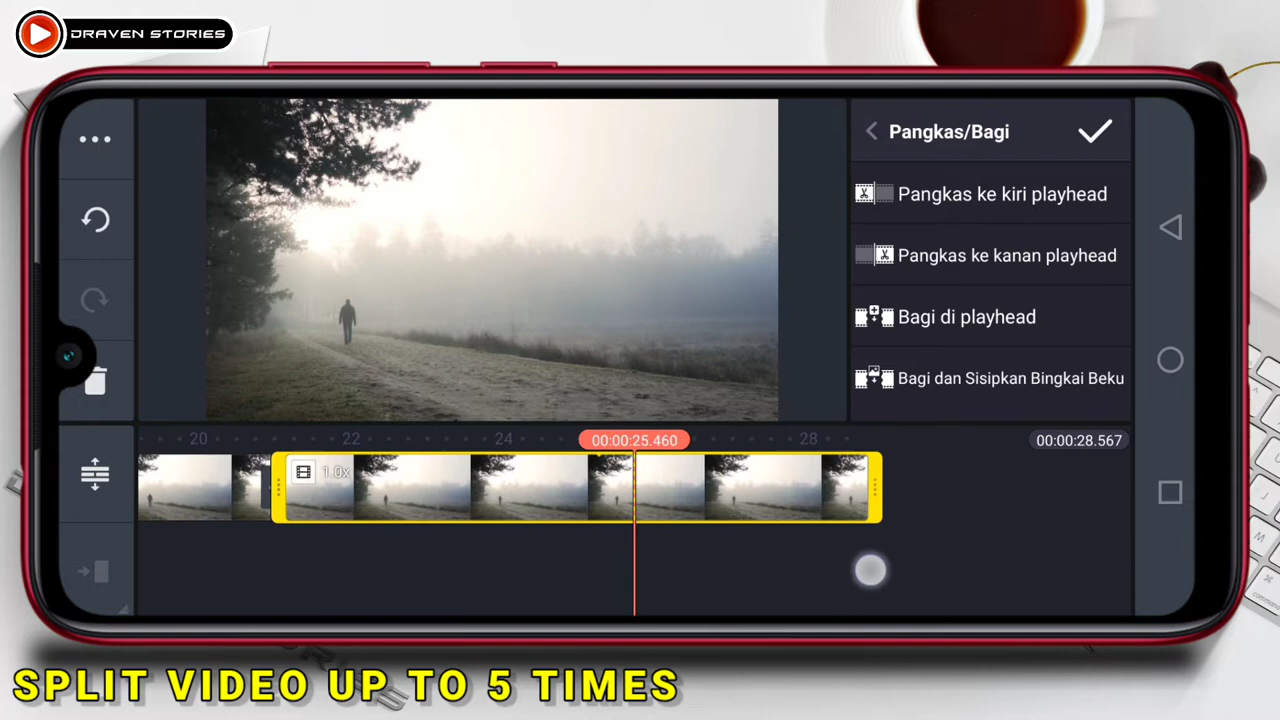 DRAVEN STORIES
Pangkas/Bagi
Pangkas ke kiri playhead
Pangkas ke kanan playhead
Bagi di playhead
Bagi dan Sisipkan Bingkai Beku
20
22
24
00:00:25.460
28
00:00:28.567
1.0x
SPLIT VIDEO UP TO 5 TIMES